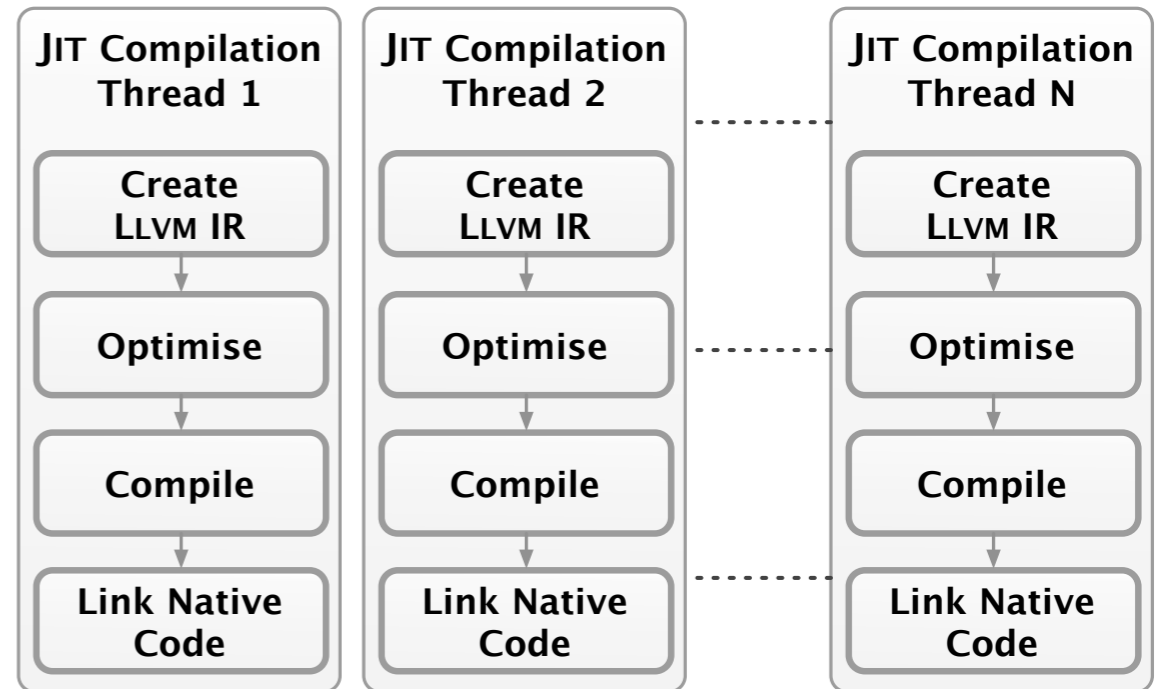 JIT Compilation
Thread 1
Create
LLVM IR
Optimise
Compile
Link Native
Code
JIT Compilation
Thread 2
Create
LLVM IR
Optimise
Compile
Link Native
Code
JIT Compilation
Thread N
Create
LLVM IR
Optimise
Compile
Link Native
Code